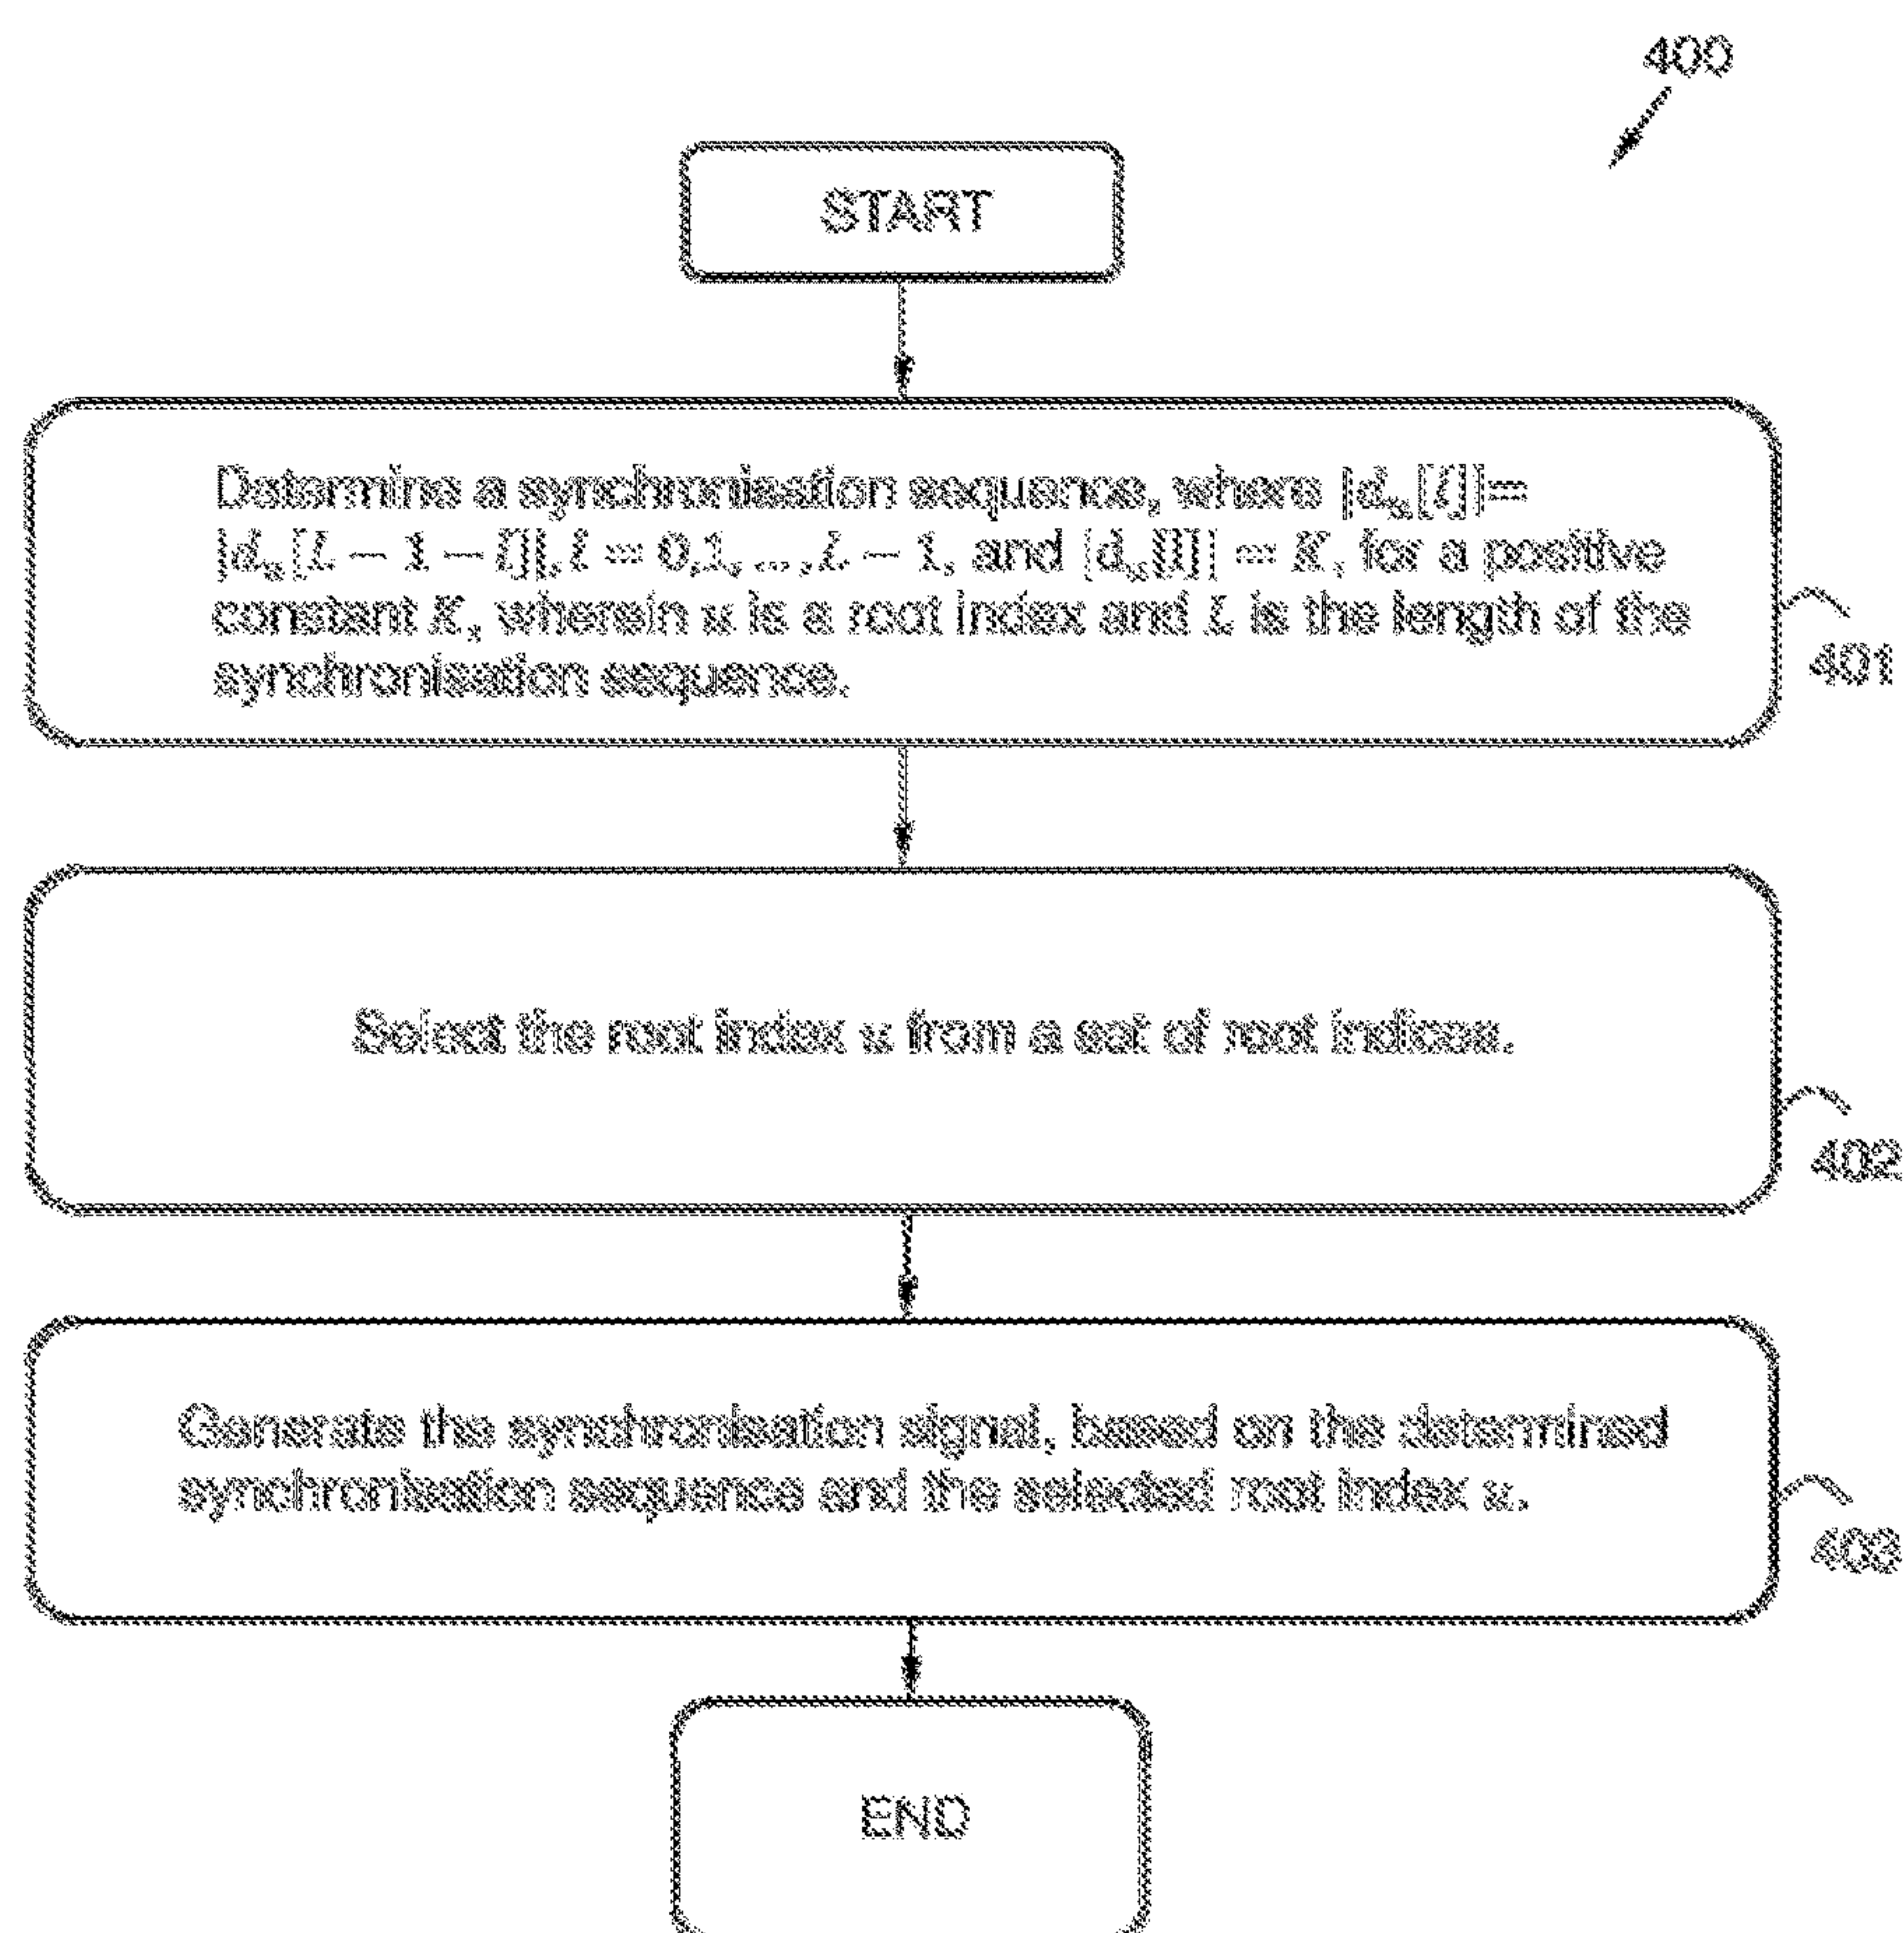 400
START
Determine a synchronisation sequence, where |dᵤ[l]|=
|dᵤ[L − 1 − l]|, l = 0,1, ..., L − 1, and |dᵤ[l]| = K, for a positive
constant K, wherein u is a root index and L is the length of the
synchronisation sequence.
401
Select the root index u from a set of root indices.
402
Generate the synchronisation signal, based on the determined
synchronisation sequence and the selected root index u.
403
END